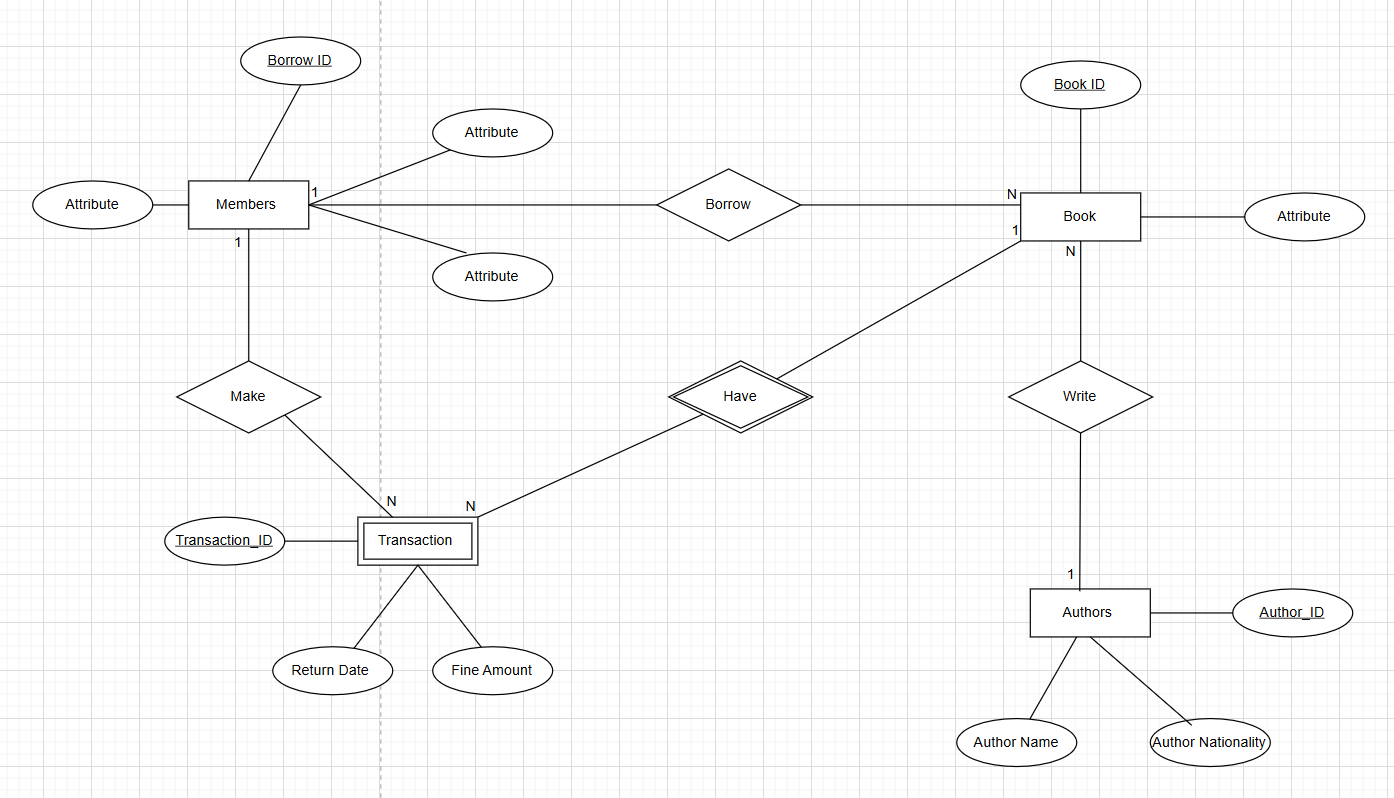 Borrow ID
Book ID
Attribute
Attribute
Members
1
Borrow
N
Book
Attribute
1
1
N
Attribute
Make
Have
Write
N
N
Transaction_ID
Transaction
1
Authors
Author_ID
Return Date
Fine Amount
Author Name
Author Nationality